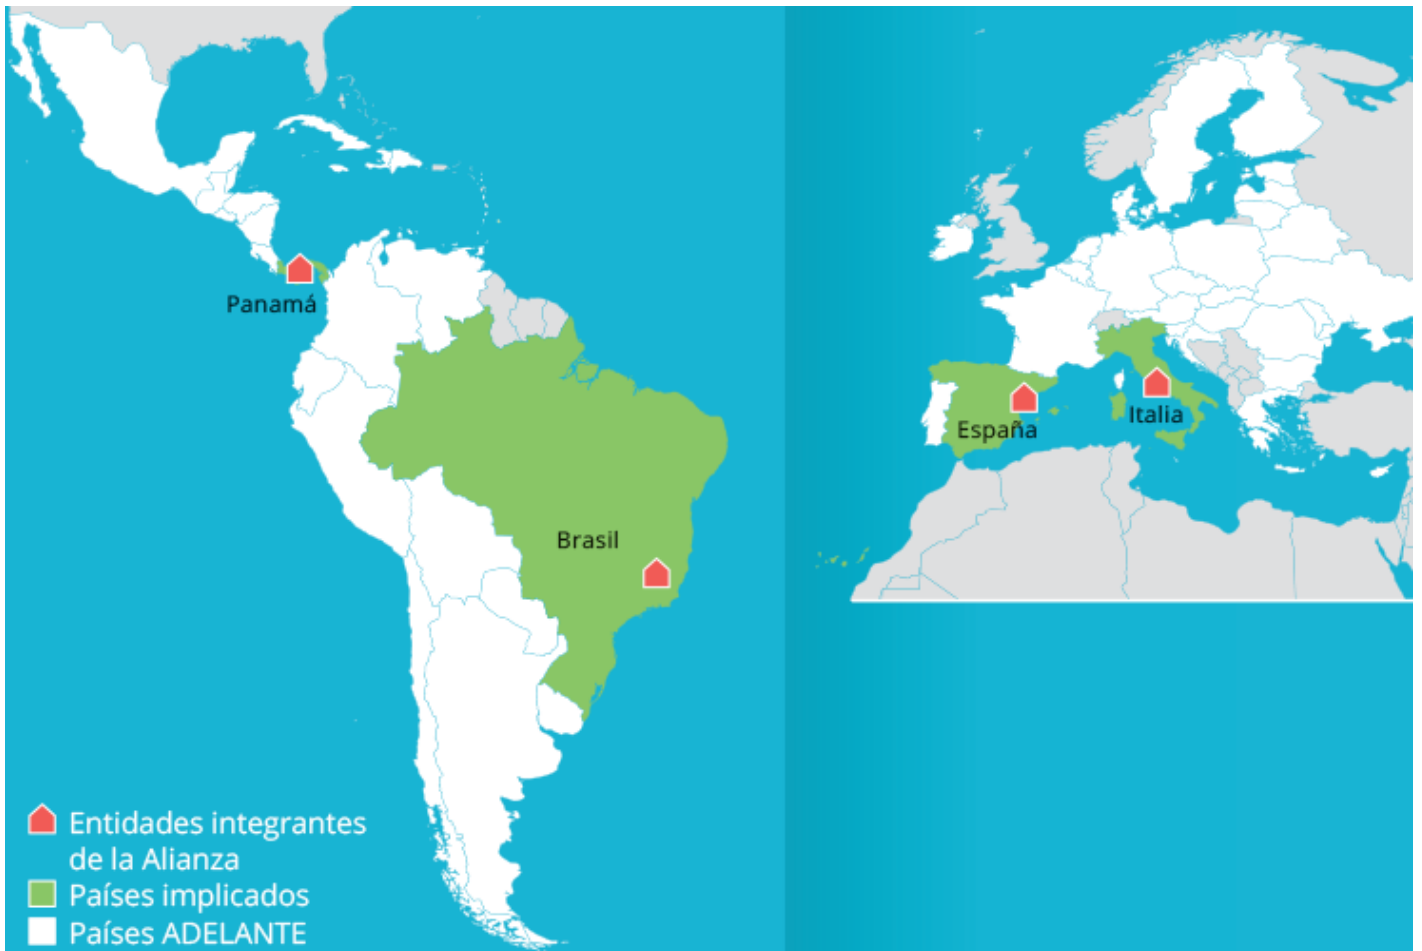 Panamá
Brasil
España
Italia
Entidades integrantes
de la Alianza
Países implicados
Países ADELANTE